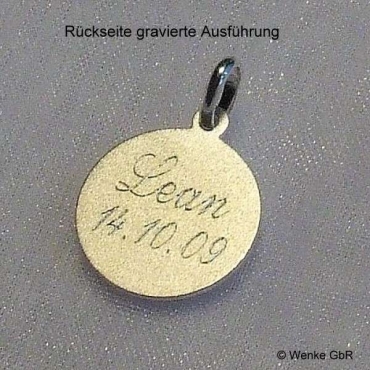 Rückseite gravierte Ausführung
Lean
14.10.09
© Wenke GbR